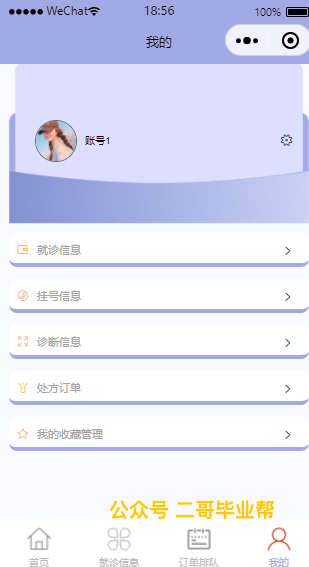 WeChat 18:56 100%
我的
账号1
就诊信息
挂号信息
诊断信息
处方订单
我的收藏管理
公众号 二哥毕业帮
首页 就诊信息 订单排队 我的